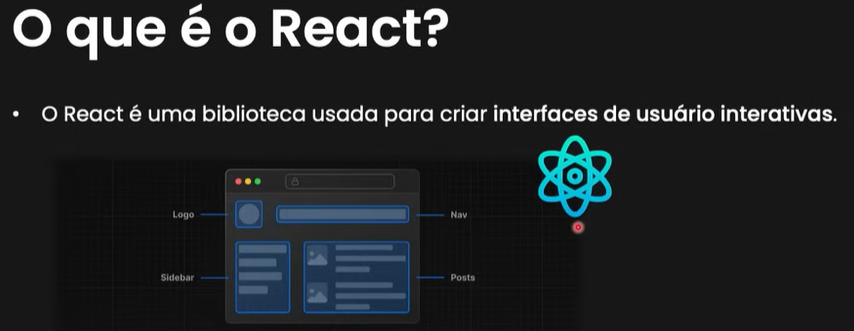 O que é o React?
• O React é uma biblioteca usada para criar interfaces de usuário interativas.
Logo
Nav
Sidebar
Posts